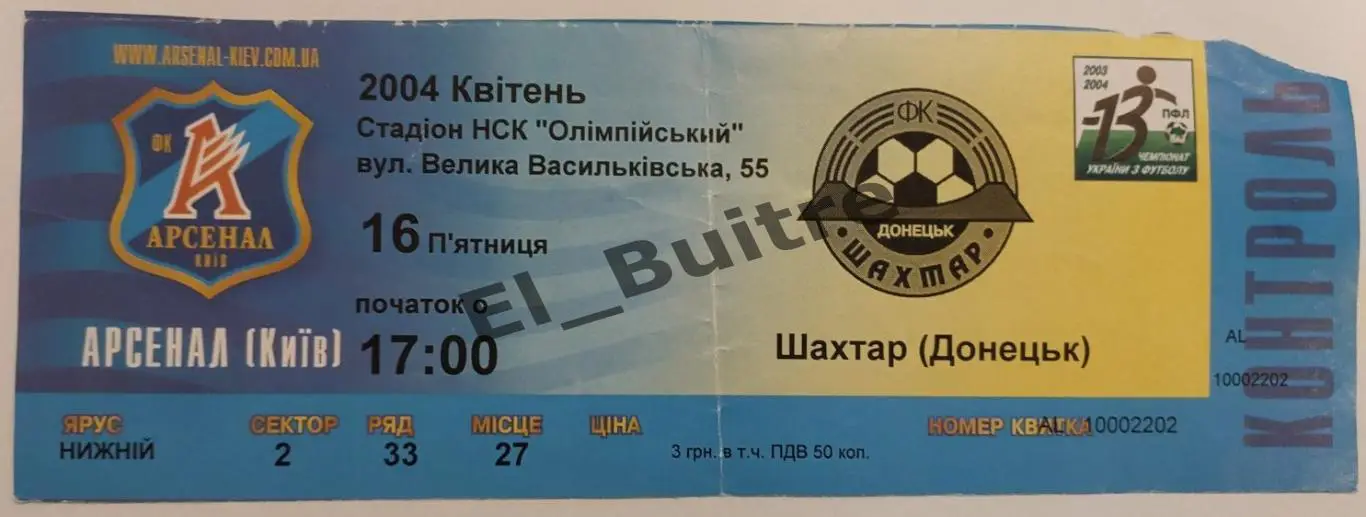 WWW.ARSENAL-KIEV.COM.UA
ФК
АРСЕНАЛ
КИЇВ
АРСЕНАЛ (Київ)
2004 Квітень
Стадіон НСК "Олімпійський"
вул. Велика Васильківська, 55
16 П'ятниця
початок о
17:00
El_Buitre
ФК
ДОНЕЦЬК
ШАХТАР
Шахтар (Донецьк)
2003
2004
13
ПФЛ
ЧЕМПІОНАТ
УКРАЇНИ З ФУТБОЛУ
КОНТРОЛЬ
AL
10002202
ЯРУС СЕКТОР РЯД МІСЦЕ ЦІНА НОМЕР КВИТКА AL 10002202
НИЖНІЙ 2 33 27 3 грн. в т.ч. ПДВ 50 коп.